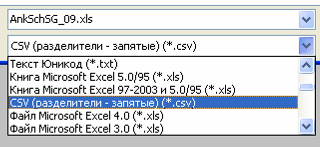 AnkSchSG_09.xls
CSV (разделители - запятые) (*.csv)
Текст Юникод (*.txt)
Книга Microsoft Excel 5.0/95 (*.xls)
Книга Microsoft Excel 97-2003 и 5.0/95 (*.xls)
CSV (разделители - запятые) (*.csv)
Файл Microsoft Excel 4.0 (*.xls)
Файл Microsoft Excel 3.0 (*.xls)